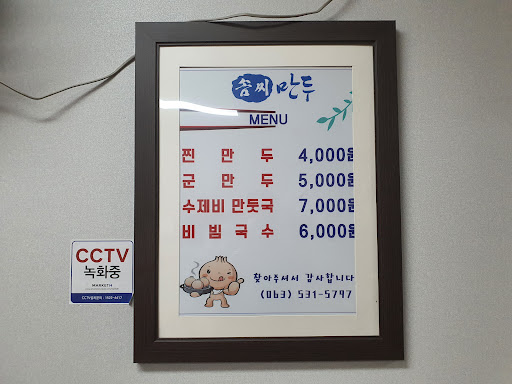 솜씨만두
MENU
찐만두 4,000원
군만두 5,000원
수제비만둣국 7,000원
비빔국수 6,000원
찾아주셔서 감사합니다
(063) 531-5797
CCTV
녹화중